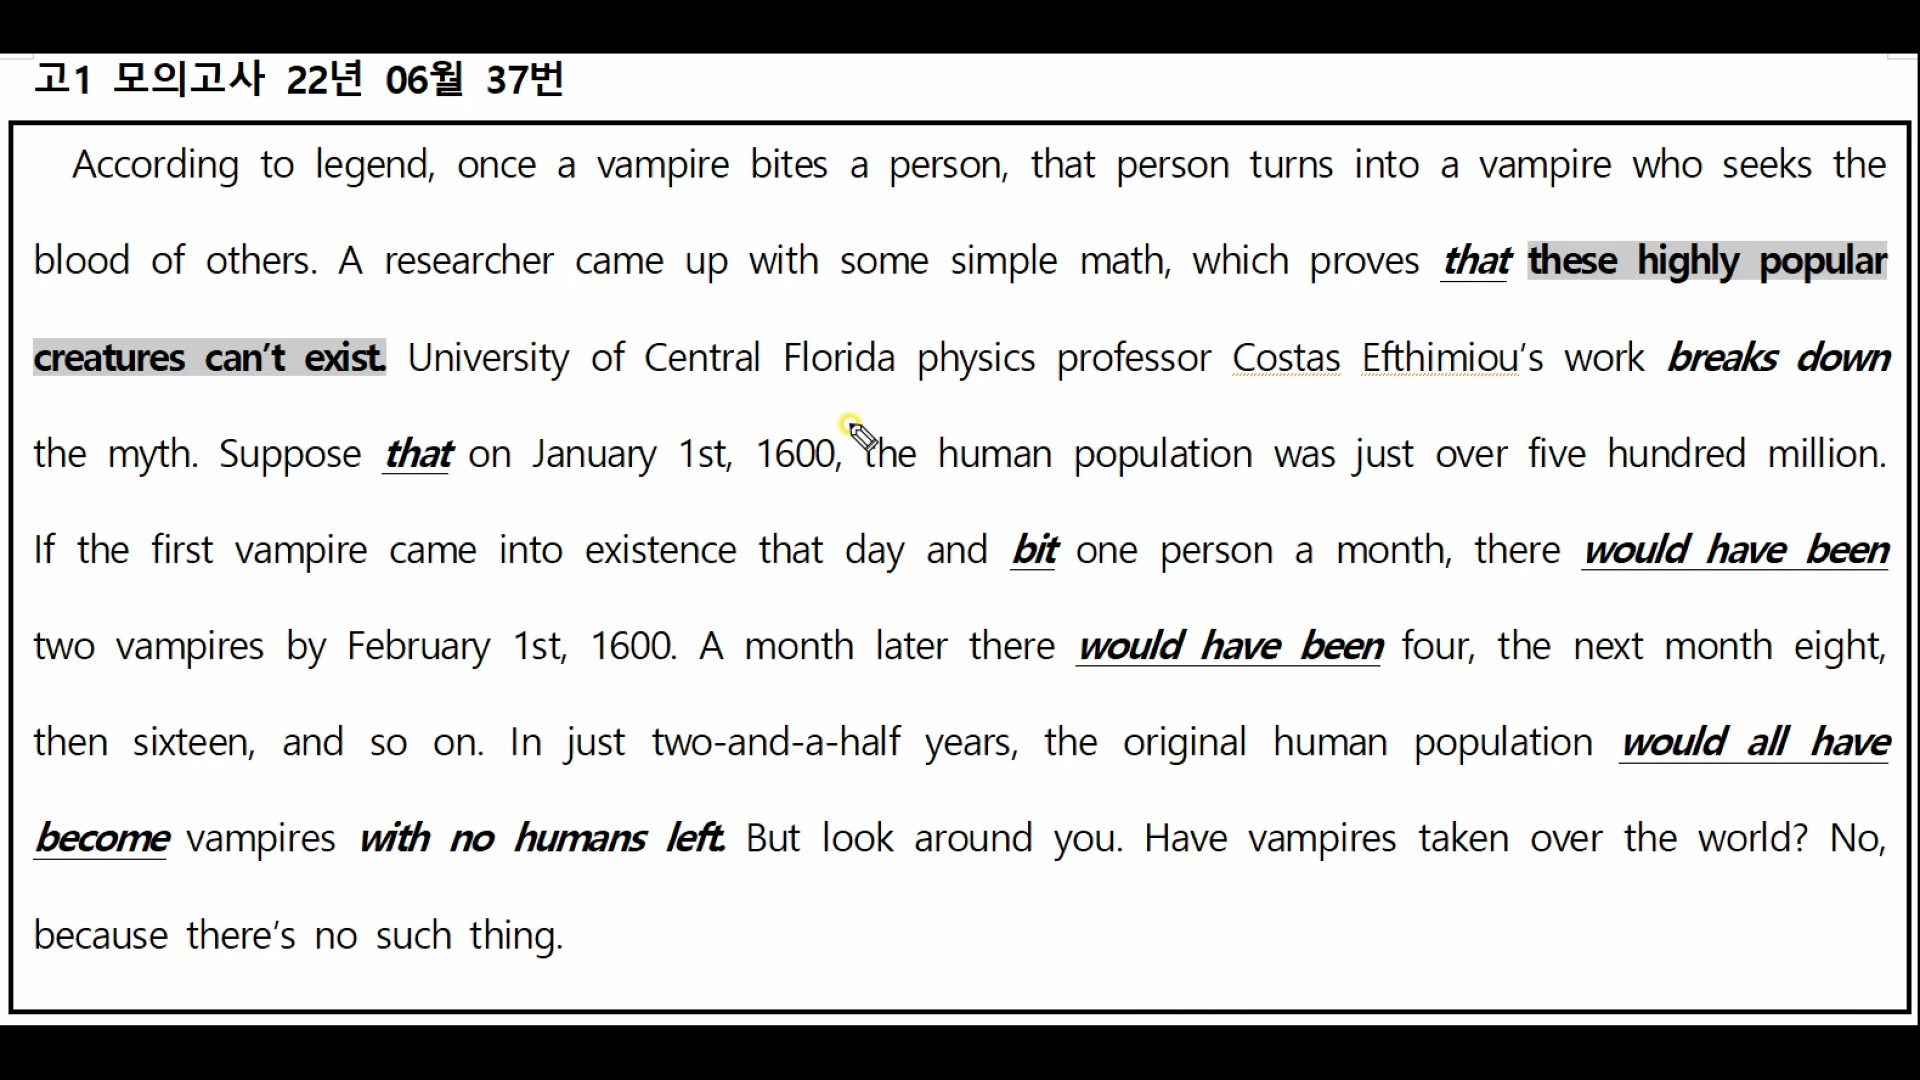 고1 모의고사 22년 06월 37번
According to legend, once a vampire bites a person, that person turns into a vampire who seeks the
blood of others. A researcher came up with some simple math, which proves that these highly popular
creatures can’t exist. University of Central Florida physics professor Costas Efthimiou’s work breaks down
the myth. Suppose that on January 1st, 1600, the human population was just over five hundred million.
If the first vampire came into existence that day and bit one person a month, there would have been
two vampires by February 1st, 1600. A month later there would have been four, the next month eight,
then sixteen, and so on. In just two-and-a-half years, the original human population would all have
become vampires with no humans left. But look around you. Have vampires taken over the world? No,
because there’s no such thing.